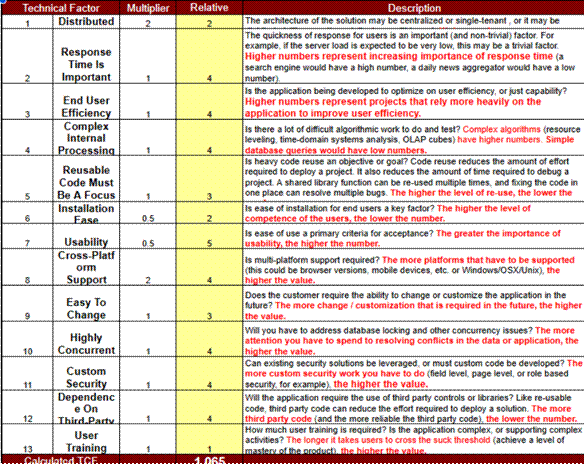 Technical Factor Multiplier Relative Description
1 Distributed 2 2 The architecture of the solution may be centralized or single-tenant , or it may be
2 Response Time Is Important 1 4 The quickness of response for users is an important (and non-trivial) factor. For
example, if the server load is expected to be very low, this may be a trivial factor.
Higher numbers represent increasing importance of response time (a
search engine would have a high number, a daily news aggregator would have a low
number).
3 End User Efficiency 1 4 Is the application being developed to optimize on user efficiency, or just capability?
Higher numbers represent projects that rely more heavily on the
application to improve user efficiency.
4 Complex Internal Processing 1 4 Is there a lot of difficult algorithmic work to do and test? Complex algorithms (resource
leveling, time-domain systems analysis, OLAP cubes) have higher numbers. Simple
database queries would have low numbers.
5 Reusable Code Must Be A Focus 1 3 Is heavy code reuse an objective or goal? Code reuse reduces the amount of effort
required to deploy a project. It also reduces the amount of time required to debug a
project. A shared library function can be re-used multiple times, and fixing the code in
one place can resolve multiple bugs. The higher the level of re-use, the lower the
6 Installation Ease 0.5 2 Is ease of installation for end users a key factor? The higher the level of
competence of the users, the lower the number.
7 Usability 0.5 5 Is ease of use a primary criteria for acceptance? The greater the importance of
usability, the higher the number.
8 Cross-Platf orm Support 2 4 Is multi-platform support required? The more platforms that have to be supported
(this could be browser versions, mobile devices, etc. or Windows/OSX/Unix), the
higher the value.
9 Easy To Change 1 3 Does the customer require the ability to change or customize the application in the
future? The more change / customization that is required in the future, the higher
the value.
10 Highly Concurrent 1 4 Will you have to address database locking and other concurrency issues? The more
attention you have to spend to resolving conflicts in the data or application, the
higher the value.
11 Custom Security 1 4 Can existing security solutions be leveraged, or must custom code be developed? The
more custom security work you have to do (field level, page level, or role based
security, for example), the higher the value.
12 Dependenc e On Third-Party 1 4 Will the application require the use of third party controls or libraries? Like re-usable
code, third party code can reduce the effort required to deploy a solution. The more
third party code (and the more reliable the third party code), the lower the number.
13 User Training 1 1 How much user training is required? Is the application complex, or supporting complex
activities? The longer it takes users to cross the suck threshold (achieve a level of
mastery of the product), the higher the value.
Calculated TCF 1.065